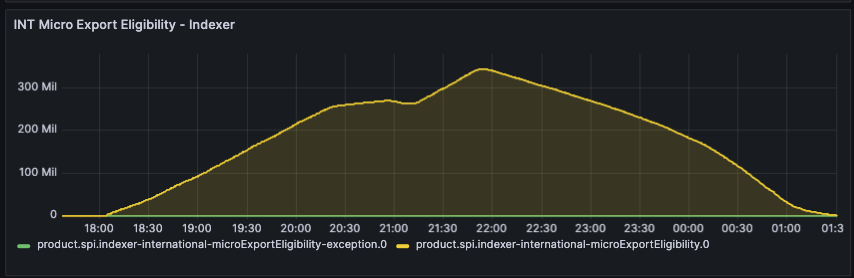 INT Micro Export Eligibility - Indexer
300 Mil
200 Mil
100 Mil
0
18:00 18:30 19:00 19:30 20:00 20:30 21:00 21:30 22:00 22:30 23:00 23:30 00:00 00:30 01:00 01:3
product.spi.indexer-international-microExportEligibility-exception.0 product.spi.indexer-international-microExportEligibility.0